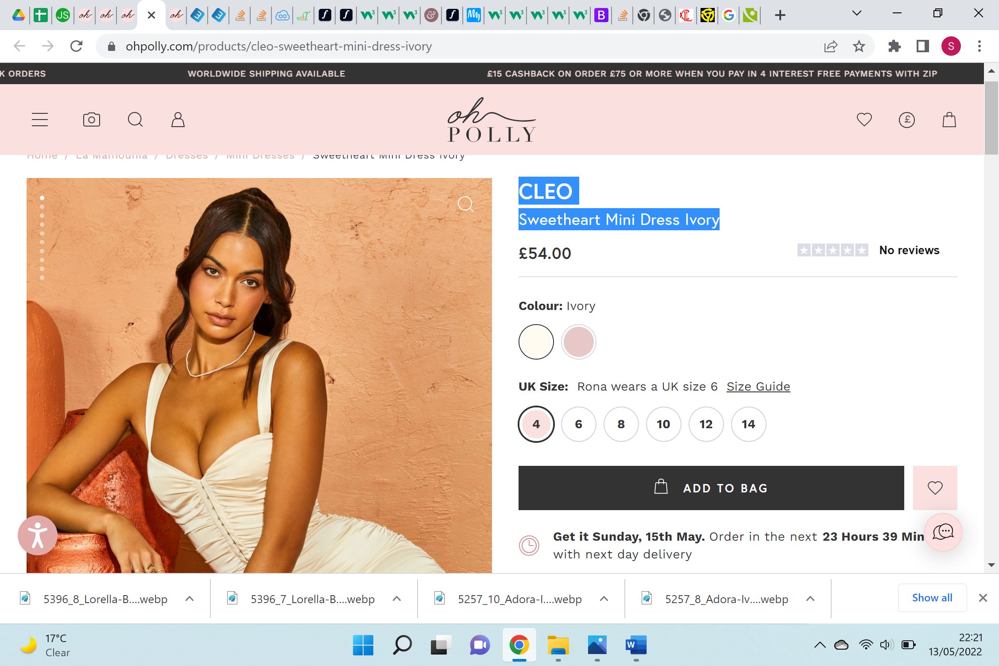 ohpolly.com/products/cleo-sweetheart-mini-dress-ivory
S
K ORDERS
WORLDWIDE SHIPPING AVAILABLE
£15 CASHBACK ON ORDER £75 OR MORE WHEN YOU PAY IN 4 INTEREST FREE PAYMENTS WITH ZIP
oh
POLLY
£
Home / La Mamounia / Dresses / Mini Dresses / Sweetheart Mini Dress Ivory
CLEO
Sweetheart Mini Dress Ivory
£54.00
No reviews
Colour: Ivory
UK Size: Rona wears a UK size 6 Size Guide
4 6 8 10 12 14
ADD TO BAG
Get it Sunday, 15th May. Order in the next 23 Hours 39 Min
with next day delivery
5396_8_Lorella-B....webp
5396_7_Lorella-B....webp
5257_10_Adora-I....webp
5257_8_Adora-Iv....webp
Show all
17°C
Clear
22:21
13/05/2022